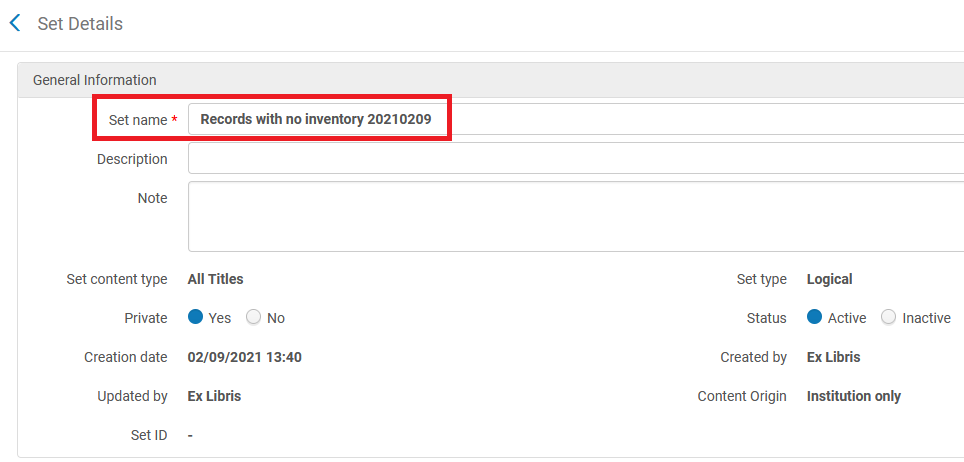 Set Details
General Information
Set name * Records with no inventory 20210209
Description
Note
Set content type All Titles Set type Logical
Private Yes No Status Active Inactive
Creation date 02/09/2021 13:40 Created by Ex Libris
Updated by Ex Libris Content Origin Institution only
Set ID -